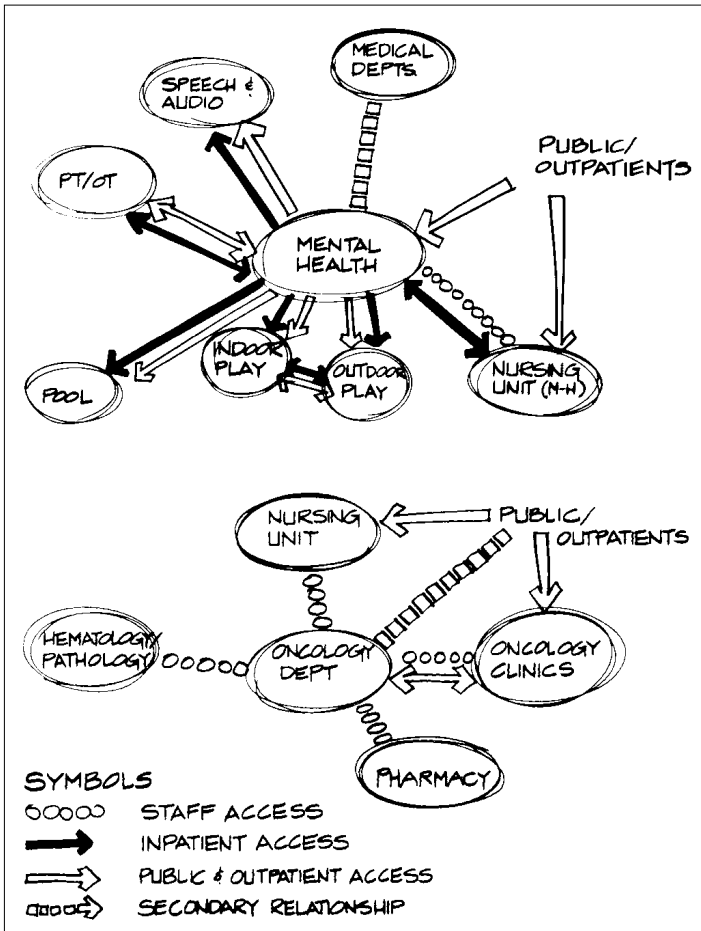 MEDICAL
DEPTS.
SPEECH &
AUDIO
PUBLIC/
OUTPATIENTS
PT/OT
MENTAL
HEALTH
INDOOR
PLAY
OUTDOOR
PLAY
NURSING
UNIT (M-H)
POOL
NURSING
UNIT
PUBLIC/
OUTPATIENTS
HEMATOLOGY/
PATHOLOGY
ONCOLOGY
DEPT
ONCOLOGY
CLINICS
PHARMACY
SYMBOLS
STAFF ACCESS
INPATIENT ACCESS
PUBLIC & OUTPATIENT ACCESS
SECONDARY RELATIONSHIP